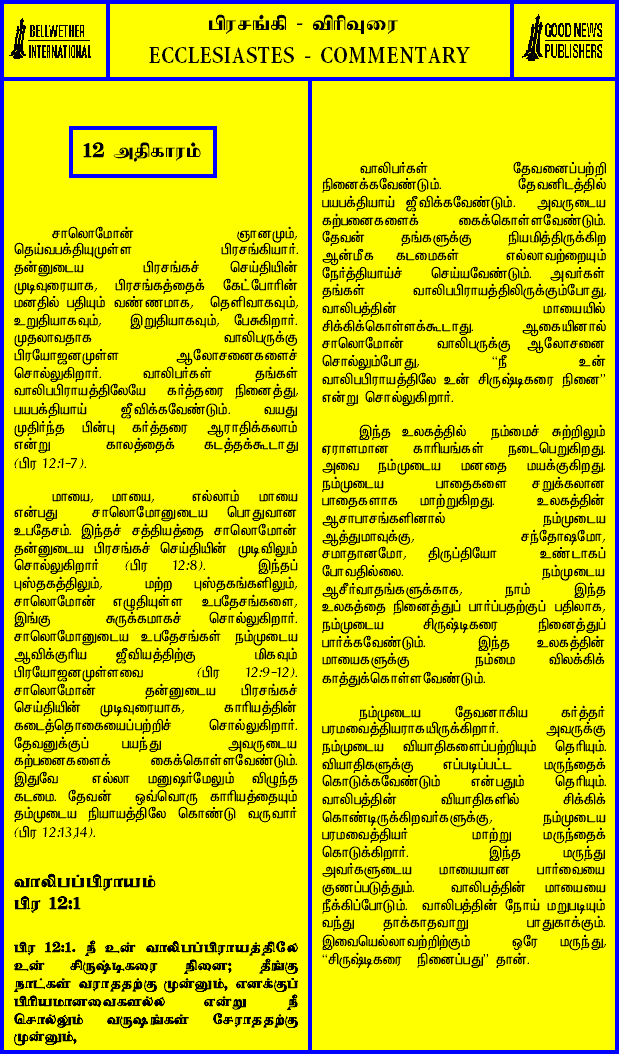 BELLWETHER
INTERNATIONAL
பிரசங்கி - விரிவுரை
ECCLESIASTES - COMMENTARY
GOOD NEWS
PUBLISHERS
12 அதிகாரம்
சாலொமோன் ஞானமும்,
தெய்வபக்தியுமுள்ள பிரசங்கியார்.
தன்னுடைய பிரசங்கச் செய்தியின்
முடிவுரையாக, பிரசங்கத்தைக் கேட்போரின்
மனதில் பதியும் வண்ணமாக, தெளிவாகவும்,
உறுதியாகவும், இறுதியாகவும், பேசுகிறார்.
முதலாவதாக வாலிபருக்கு
பிரயோஜனமுள்ள ஆலோசனைகளைச்
சொல்லுகிறார். வாலிபர்கள் தங்கள்
வாலிபப்பிராயத்திலேயே கர்த்தரை நினைத்து,
பயபக்தியாய் ஜீவிக்கவேண்டும். வயது
முதிர்ந்த பின்பு கர்த்தரை ஆராதிக்கலாம்
என்று காலத்தைக் கடத்தக்கூடாது
(பிர 12:1-7).
மாயை, மாயை, எல்லாம் மாயை
என்பது சாலொமோனுடைய பொதுவான
உபதேசம். இந்தச் சத்தியத்தை சாலொமோன்
தன்னுடைய பிரசங்கச் செய்தியின் முடிவிலும்
சொல்லுகிறார் (பிர 12:8). இந்தப்
புஸ்தகத்திலும், மற்ற புஸ்தகங்களிலும்,
சாலொமோன் எழுதியுள்ள உபதேசங்களை,
இங்கு சுருக்கமாகச் சொல்லுகிறார்.
சாலொமோனுடைய உபதேசங்கள் நம்முடைய
ஆவிக்குரிய ஜீவியத்திற்கு மிகவும்
பிரயோஜனமுள்ளவை (பிர 12:9-12).
சாலொமோன் தன்னுடைய பிரசங்கச்
செய்தியின் முடிவுரையாக, காரியத்தின்
கடைத்தொகையைப்பற்றிச் சொல்லுகிறார்.
தேவனுக்குப் பயந்து அவருடைய
கற்பனைகளைக் கைக்கொள்ளவேண்டும்.
இதுவே எல்லா மனுஷர்மேலும் விழுந்த
கடமை. தேவன் ஒவ்வொரு காரியத்தையும்
தம்முடைய நியாயத்திலே கொண்டு வருவார்
(பிர 12:13,14).
வாலிபப்பிராயம்
பிர 12:1
பிர 12:1. நீ உன் வாலிபப்பிராயத்திலே
உன் சிருஷ்டிகரை நினை; தீங்கு
நாட்கள் வராததற்கு முன்னும், எனக்குப்
பிரியமானவைகளல்ல என்று நீ
சொல்லும் வருஷங்கள் சேராததற்கு
முன்னும்,
வாலிபர்கள் தேவனைப்பற்றி
நினைக்கவேண்டும். தேவனிடத்தில்
பயபக்தியாய் ஜீவிக்கவேண்டும். அவருடைய
கற்பனைகளைக் கைக்கொள்ளவேண்டும்.
தேவன் தங்களுக்கு நியமித்திருக்கிற
ஆன்மீக கடமைகள் எல்லாவற்றையும்
நேர்த்தியாய்ச் செய்யவேண்டும். அவர்கள்
தங்கள் வாலிபபிராயத்திலிருக்கும்போது,
வாலிபத்தின் மாயையில்
சிக்கிக்கொள்ளக்கூடாது. ஆகையினால்
சாலொமோன் வாலிபருக்கு ஆலோசனை
சொல்லும்போது, “நீ உன்
வாலிபப்பிராயத்திலே உன் சிருஷ்டிகரை நினை”
என்று சொல்லுகிறார்.
இந்த உலகத்தில் நம்மைச் சுற்றிலும்
ஏராளமான காரியங்கள் நடைபெறுகிறது.
அவை நம்முடைய மனதை மயக்குகிறது.
நம்முடைய பாதைகளை சறுக்கலான
பாதைகளாக மாற்றுகிறது. உலகத்தின்
ஆசாபாசங்களினால் நம்முடைய
ஆத்துமாவுக்கு, சந்தோஷமோ,
சமாதானமோ, திருப்தியோ உண்டாகப்
போவதில்லை. நம்முடைய
ஆசீர்வாதங்களுக்காக, நாம் இந்த
உலகத்தை நினைத்துப் பார்ப்பதற்குப் பதிலாக,
நம்முடைய சிருஷ்டிகரை நினைத்துப்
பார்க்கவேண்டும். இந்த உலகத்தின்
மாயைகளுக்கு நம்மை விலக்கிக்
காத்துக்கொள்ளவேண்டும்.
நம்முடைய தேவனாகிய கர்த்தர்
பரமவைத்தியராகயிருக்கிறார். அவருக்கு
நம்முடைய வியாதிகளைப்பற்றியும் தெரியும்.
வியாதிகளுக்கு எப்படிப்பட்ட மருந்தைக்
கொடுக்கவேண்டும் என்பதும் தெரியும்.
வாலிபத்தின் வியாதிகளில் சிக்கிக்
கொண்டிருக்கிறவர்களுக்கு, நம்முடைய
பரமவைத்தியர் மாற்று மருந்தைக்
கொடுக்கிறார். இந்த மருந்து
அவர்களுடைய மாயையான பார்வையை
குணப்படுத்தும். வாலிபத்தின் மாயையை
நீக்கிப்போடும். வாலிபத்தின் நோய் மறுபடியும்
வந்து தாக்காதவாறு பாதுகாக்கும்.
இவையெல்லாவற்றிற்கும் ஒரே மருந்து,
“சிருஷ்டிகரை நினைப்பது” தான்.